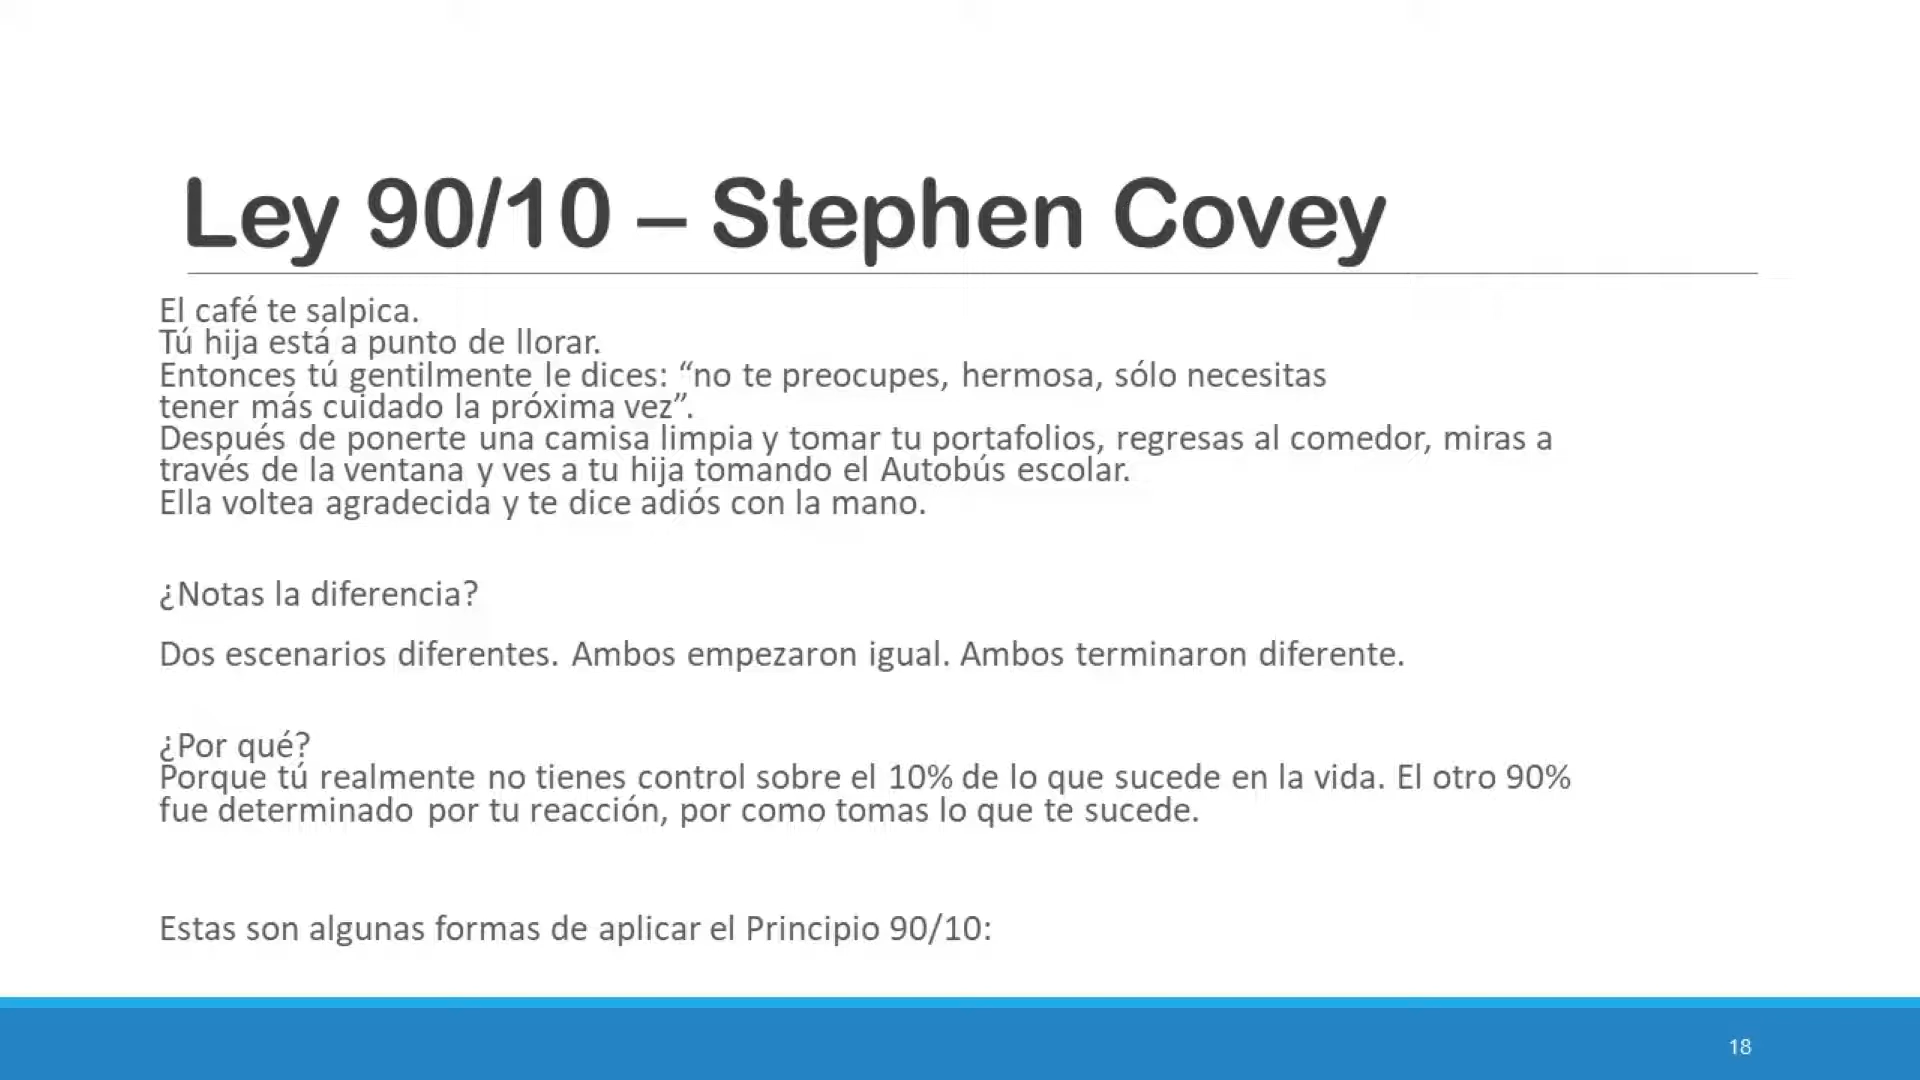 Ley 90/10 – Stephen Covey
El café te salpica.
Tú hija está a punto de llorar.
Entonces tú gentilmente le dices: “no te preocupes, hermosa, sólo necesitas
tener más cuidado la próxima vez”.
Después de ponerte una camisa limpia y tomar tu portafolios, regresas al comedor, miras a
través de la ventana y ves a tu hija tomando el Autobús escolar.
Ella voltea agradecida y te dice adiós con la mano.
¿Notas la diferencia?
Dos escenarios diferentes. Ambos empezaron igual. Ambos terminaron diferente.
¿Por qué?
Porque tú realmente no tienes control sobre el 10% de lo que sucede en la vida. El otro 90%
fue determinado por tu reacción, por como tomas lo que te sucede.
Estas son algunas formas de aplicar el Principio 90/10:
18